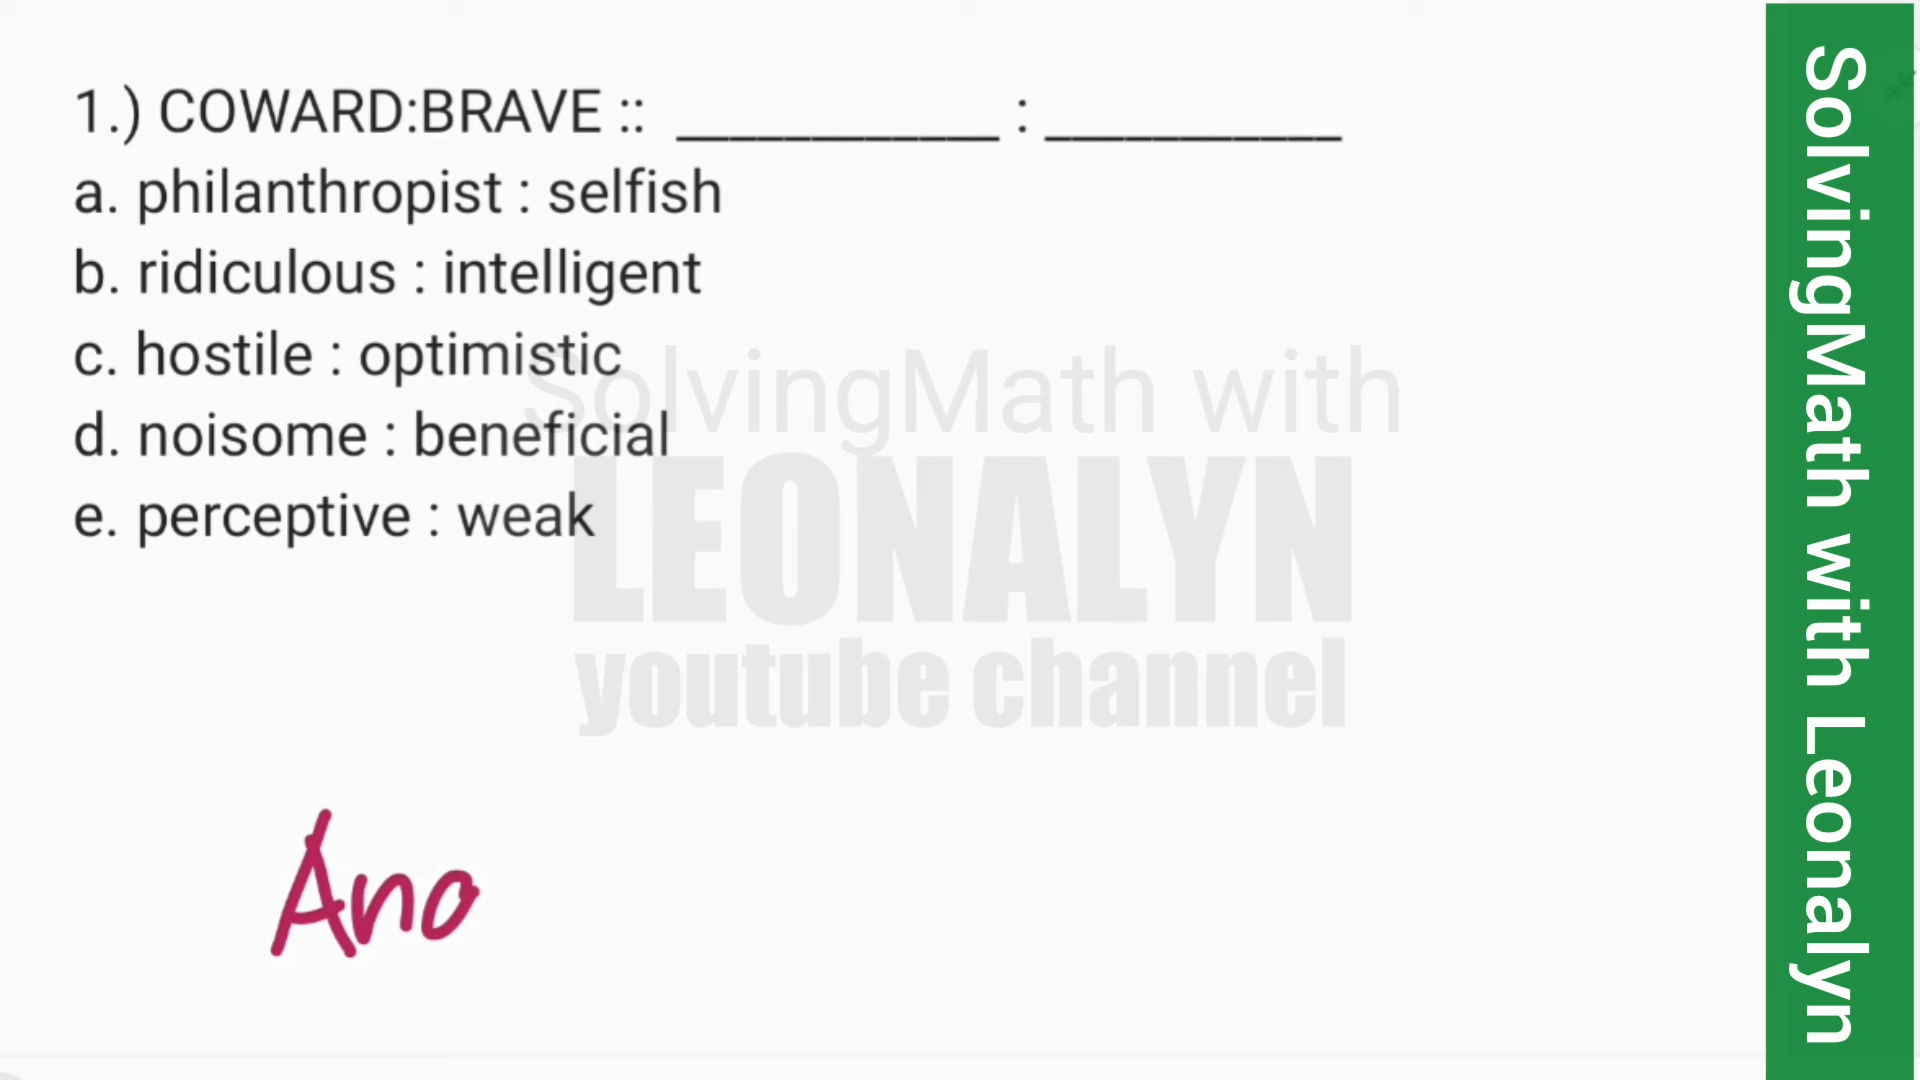 1.) COWARD:BRAVE :: ____________ : ___________
a. philanthropist : selfish
b. ridiculous : intelligent
c. hostile : optimistic
d. noisome : beneficial
e. perceptive : weak
SolvingMath with
LEONALYN
youtube channel
Ano
SolvingMath with Leonalyn